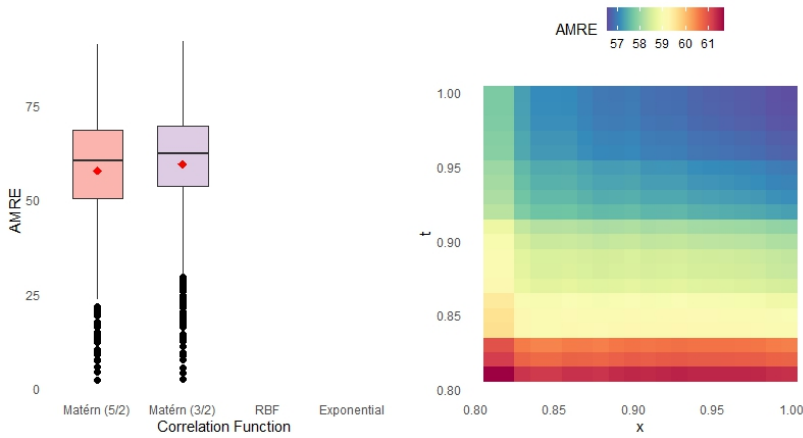 AMRE
57 58 59 60 61
75
50
25
0
AMRE
Matérn (5/2) Matérn (3/2) RBF Exponential
Correlation Function
1.00
0.95
0.90
0.85
0.80
t
0.80 0.85 0.90 0.95 1.00
x